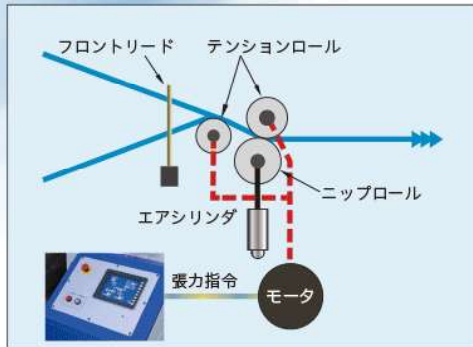 フロントリード
テンションロール
ニップロール
エアシリンダ
張力指令
モータ